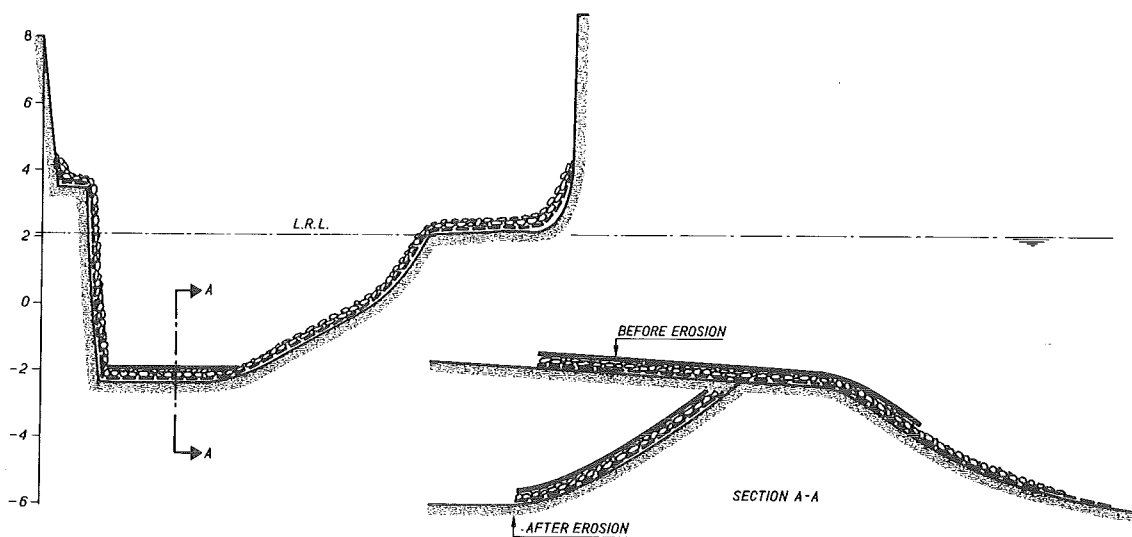 8
6
4
L.R.L.
2
A
0
BEFORE EROSION
-2
-4
A
SECTION A-A
-6
AFTER EROSION